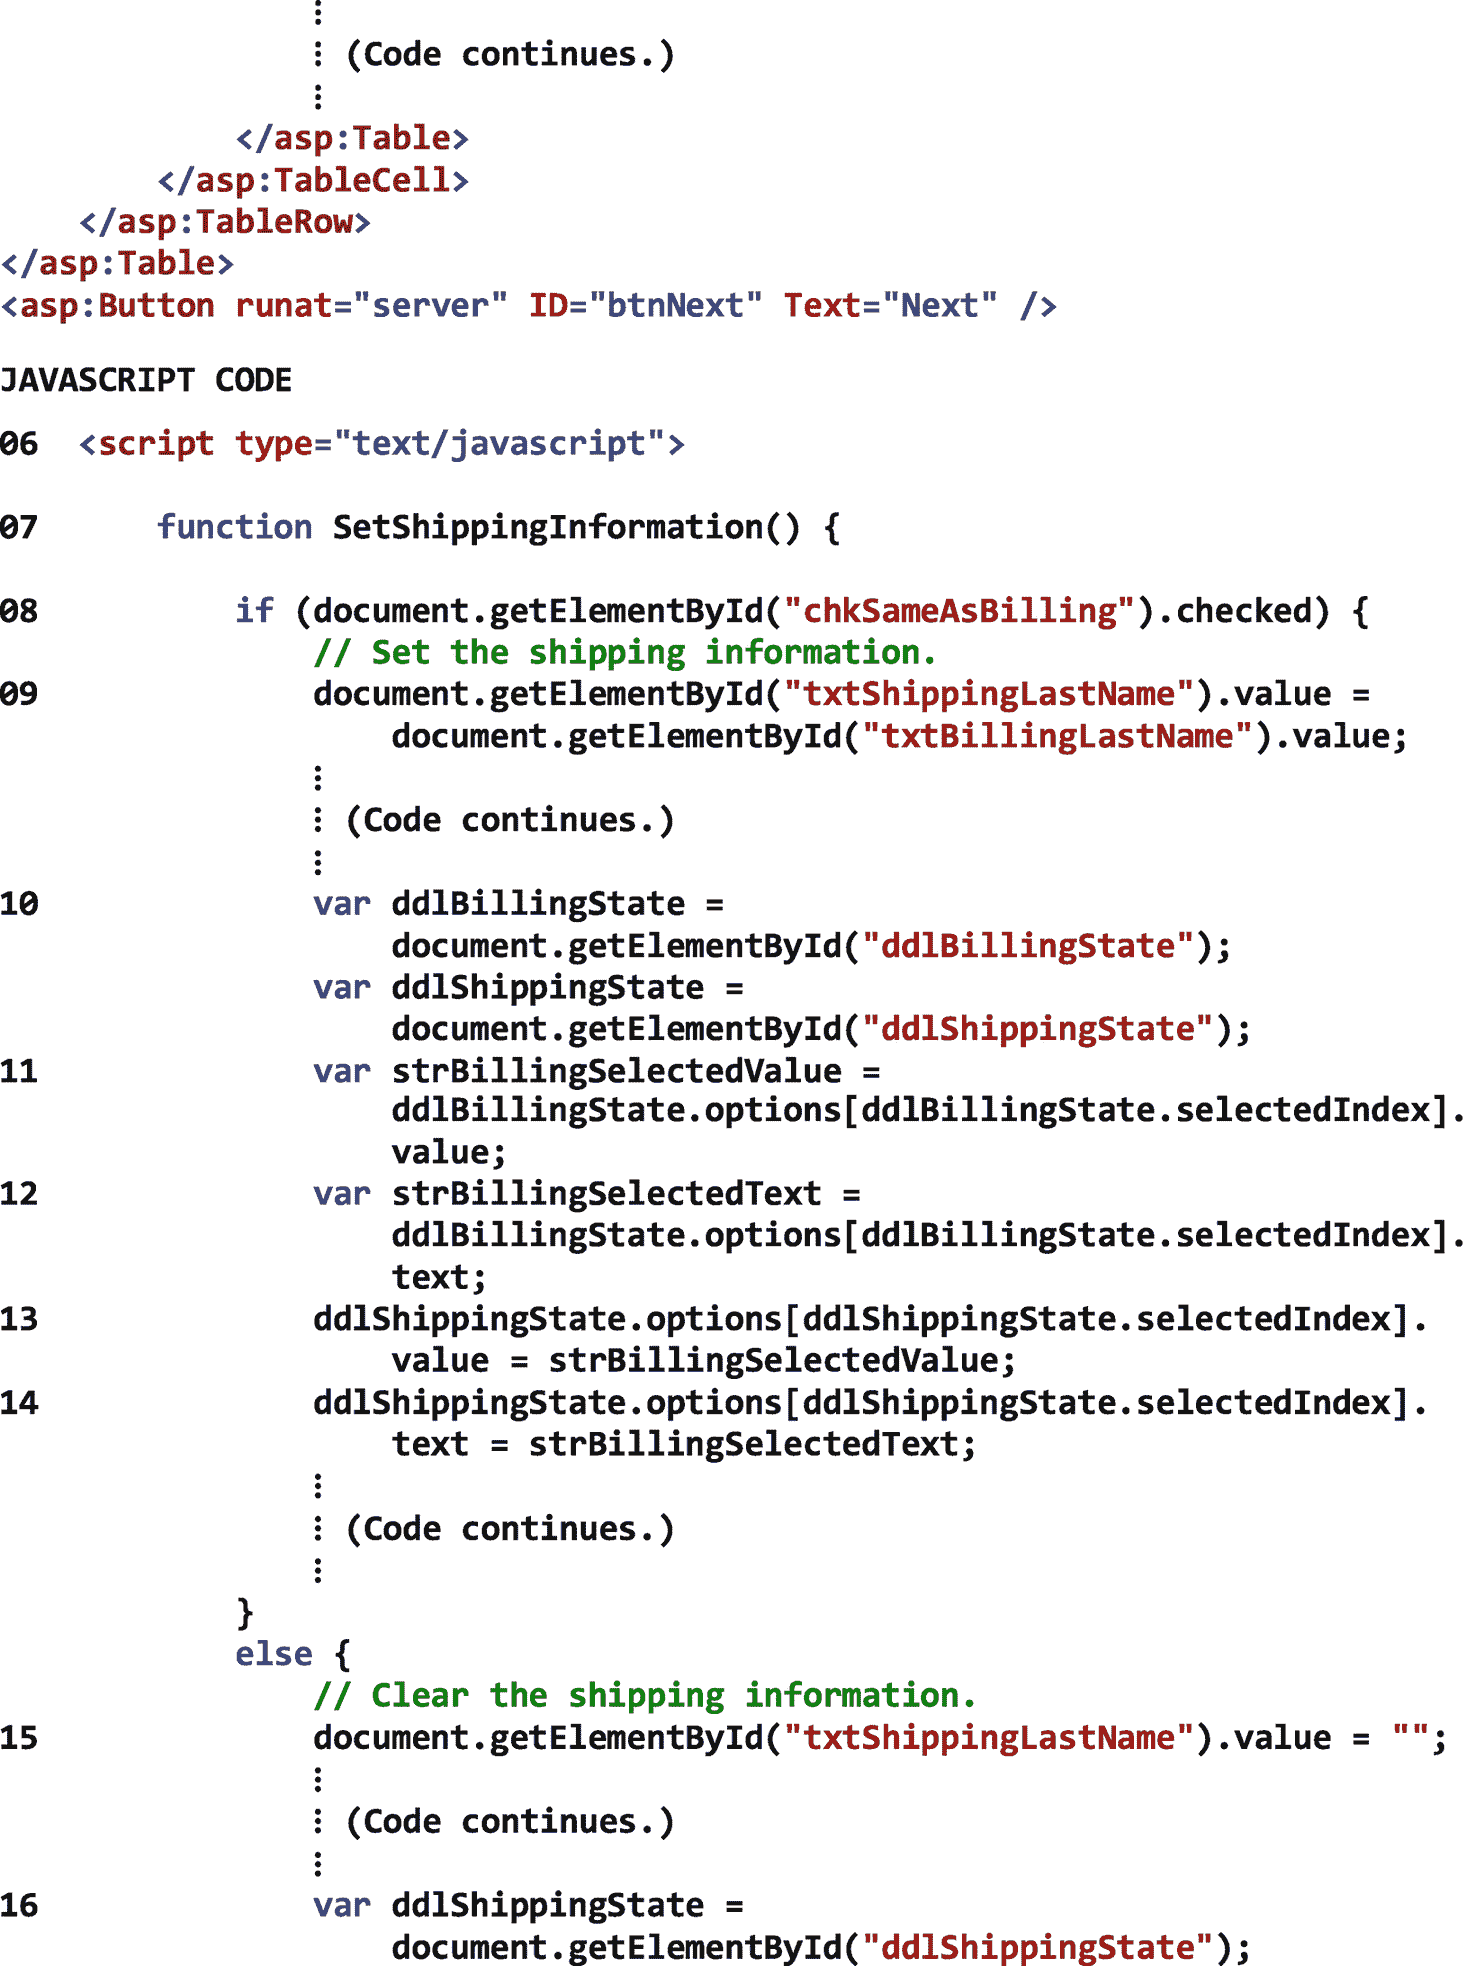 (Code continues.)
</asp:Table>
</asp:TableCell>
</asp:TableRow>
</asp:Table>
<asp:Button runat="server" ID="btnNext" Text="Next" />
JAVASCRIPT CODE
06 <script type="text/javascript">
07 function SetShippingInformation() {
08 if (document.getElementById("chkSameAsBilling").checked) {
// Set the shipping information.
09 document.getElementById("txtShippingLastName").value =
document.getElementById("txtBillingLastName").value;
(Code continues.)
10 var ddlBillingState =
document.getElementById("ddlBillingState");
var ddlShippingState =
document.getElementById("ddlShippingState");
11 var strBillingSelectedValue =
ddlBillingState.options[ddlBillingState.selectedIndex].
value;
12 var strBillingSelectedText =
ddlBillingState.options[ddlBillingState.selectedIndex].
text;
13 ddlShippingState.options[ddlShippingState.selectedIndex].
value = strBillingSelectedValue;
14 ddlShippingState.options[ddlShippingState.selectedIndex].
text = strBillingSelectedText;
(Code continues.)
}
else {
// Clear the shipping information.
15 document.getElementById("txtShippingLastName").value = "";
(Code continues.)
16 var ddlShippingState =
document.getElementById("ddlShippingState");